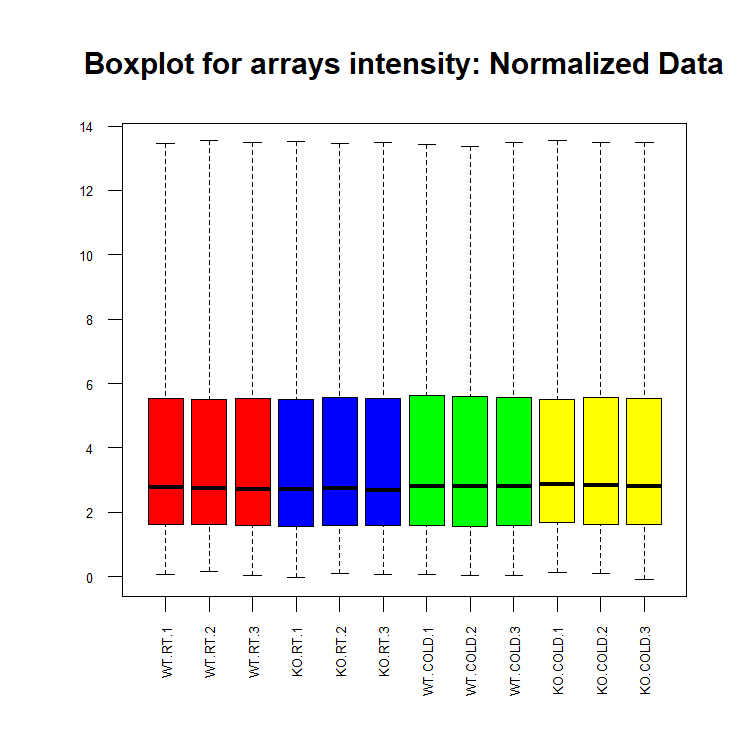 Boxplot for arrays intensity: Normalized Data
14
12
10
8
6
4
2
0
WT.RT.1
WT.RT.2
WT.RT.3
KO.RT.1
KO.RT.2
KO.RT.3
WT.COLD.1
WT.COLD.2
WT.COLD.3
KO.COLD.1
KO.COLD.2
KO.COLD.3